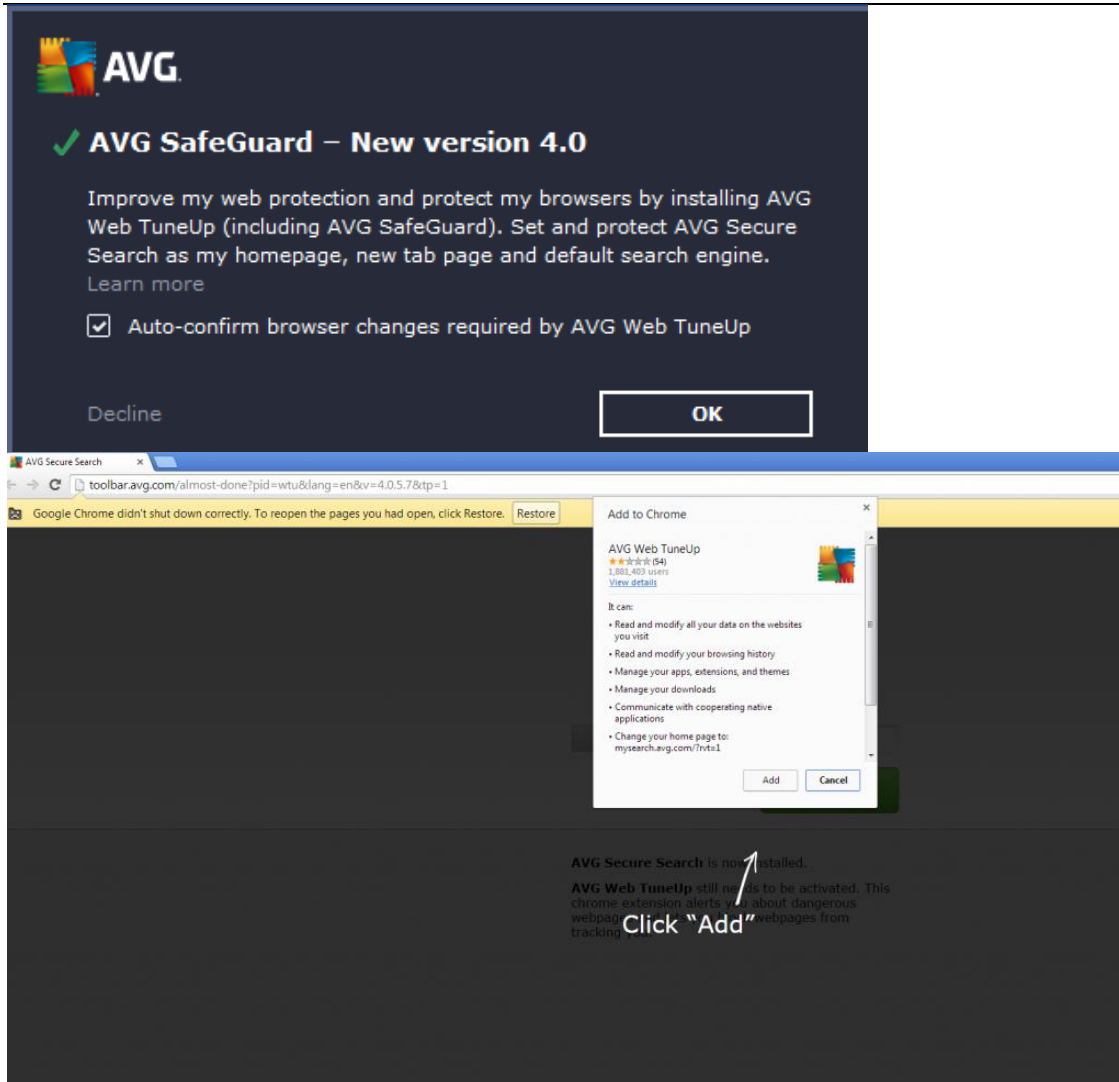 AVG.
AVG SafeGuard – New version 4.0
Improve my web protection and protect my browsers by installing AVG
Web TuneUp (including AVG SafeGuard). Set and protect AVG Secure
Search as my homepage, new tab page and default search engine.
Learn more
Auto-confirm browser changes required by AVG Web TuneUp
Decline
OK
AVG Secure Search
toolbar.avg.com/almost-done?pid=wtu&lang=en&v=4.0.5.7&tp=1
Google Chrome didn't shut down correctly. To reopen the pages you had open, click Restore.
Restore
Add to Chrome
AVG Web TuneUp
(54)
1,881,403 users
View details
It can:
• Read and modify all your data on the websites
you visit
• Read and modify your browsing history
• Manage your apps, extensions, and themes
• Manage your downloads
• Communicate with cooperating native
applications
• Change your home page to:
mysearch.avg.com/?rvt=1
Add
Cancel
AVG Secure Search is now installed.
AVG Web TuneUp still needs to be activated. This
chrome extension alerts you about dangerous
webpages webpages from
tracking you.
Click "Add"